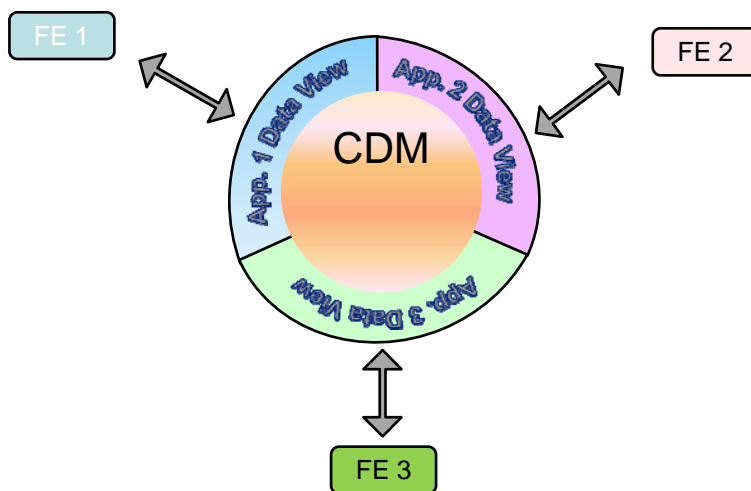 FE 1
FE 2
App. 1 Data View
App. 2 Data View
CDM
App. 3 Data View
FE 3